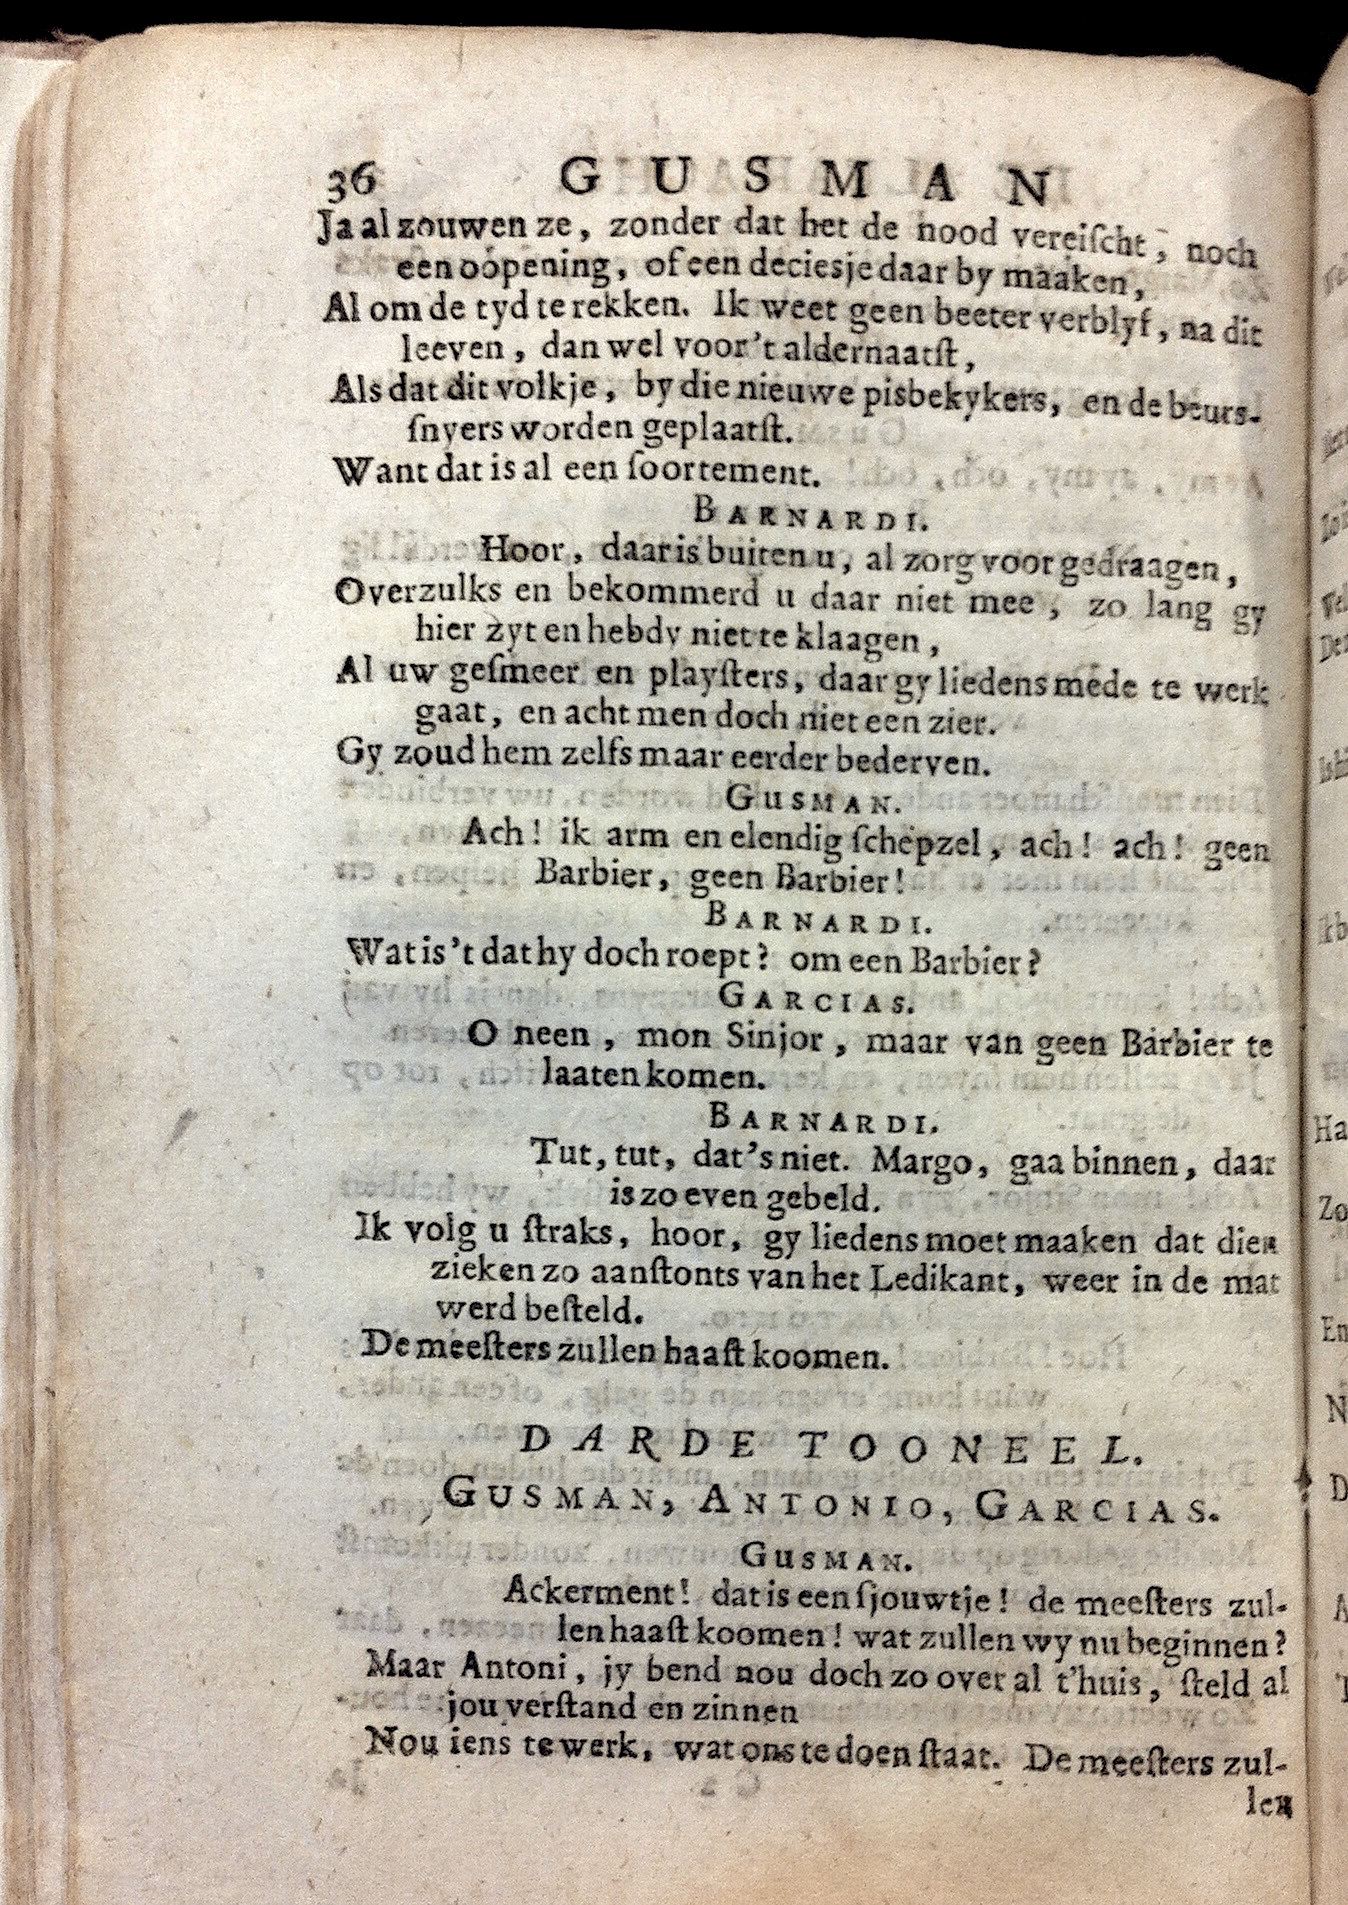 36 GUSMAN
Ja al zouwen ze, zonder dat het de nood vereiſcht, noch
een oopening, of een deciesje daar by maaken,
Al om de tyd te rekken. Ik weet geen beeter verblyf, na dit
leeven, dan wel voor 't aldernaatſt,
Als dat dit volkje, by die nieuwe pisbekykers, en de beurs-
ſnyers worden geplaatſt.
Want dat is al een ſoortement.
BARNARDI.
Hoor, daar is buiten u, al zorg voor gedraagen,
Overzulks en bekommerd u daar niet mee, zo lang gy
hier zyt en hebdy niet te klaagen,
Al uw geſmeer en playſters, daar gy liedens mede te werk
gaat, en acht men doch niet een zier.
Gy zoud hem zelfs maar eerder bederven.
GUSMAN.
Ach! ik arm en elendig ſchepzel, ach! ach! geen
Barbier, geen Barbier!
BARNARDI.
Wat is 't dat hy doch roept? om een Barbier?
GARCIAS.
O neen, mon Sinjor, maar van geen Barbier te
laaten komen.
BARNARDI.
Tut, tut, dat's niet. Margo, gaa binnen, daar
is zo even gebeld.
Ik volg u ſtraks, hoor, gy liedens moet maaken dat dien
zieken zo aanſtonts van het Ledikant, weer in de mat
werd beſteld.
De meeſters zullen haaſt koomen.
DARDE TOONEEL.
GUSMAN, ANTONIO, GARCIAS.
GUSMAN.
Ackerment! dat is een ſjouwtje! de meeſters zul-
len haaſt koomen! wat zullen wy nu beginnen?
Maar Antoni, jy bend nou doch zo over al t'huis, ſteld al
jou verſtand en zinnen
Nou iens te werk, wat ons te doen ſtaat. De meeſters zul-
len